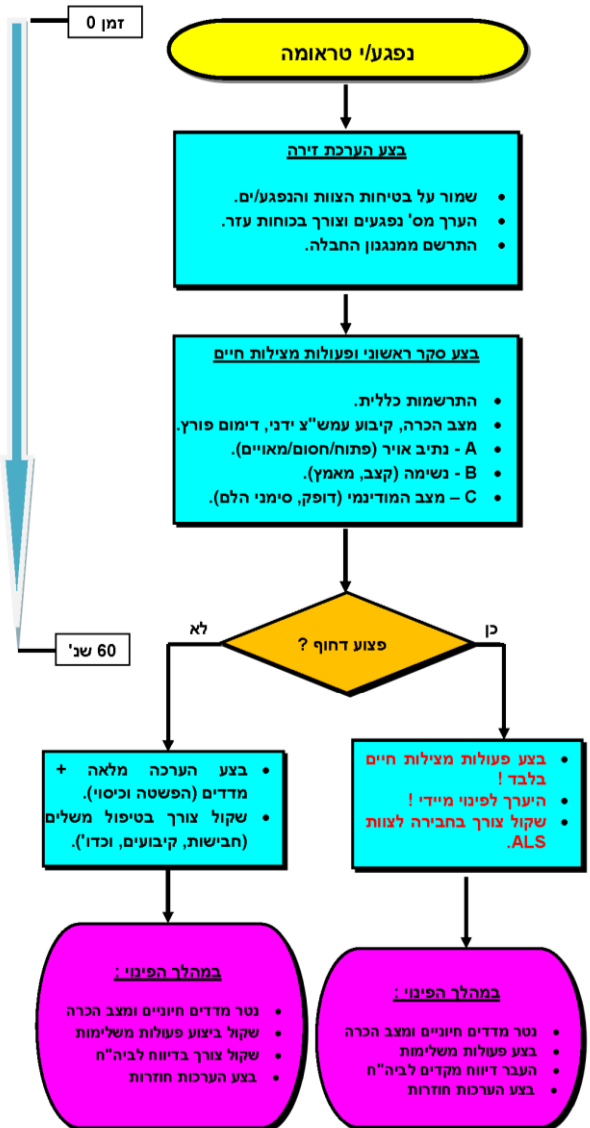 זמן 0
נפגע/י טראומה
בצע הערכת זירה
• שמור על בטיחות הצוות והנפגע/ים.
• הערך מס' נפגעים וצורך בכוחות עזר.
• התרשם ממנגנון החבלה.
בצע סקר ראשוני ופעולות מצילות חיים
• התרשמות כללית.
• מצב הכרה, קיבוע עמש"צ ידני, דימום פורץ.
• A - נתיב אויר (פתוח/חסום/מאויים).
• B - נשימה (קצב, מאמץ).
• C – מצב המודינמי (דופק, סימני הלם).
פצוע דחוף ?
כן
לא
60 שנ'
• בצע פעולות מצילות חיים
בלבד !
• היערך לפינוי מיידי !
• שקול צורך בחבירה לצוות
ALS.
• בצע הערכה מלאה +
מדדים (הפשטה וכיסוי).
• שקול צורך בטיפול משלים
(חבישות, קיבועים, וכדו').
במהלך הפינוי :
• נטר מדדים חיוניים ומצב הכרה
• בצע פעולות משלימות
• העבר דיווח מקדים לביה"ח
• בצע הערכות חוזרות
במהלך הפינוי :
• נטר מדדים חיוניים ומצב הכרה
• שקול ביצוע פעולות משלימות
• שקול צורך בדיווח לביה"ח
• בצע הערכות חוזרות